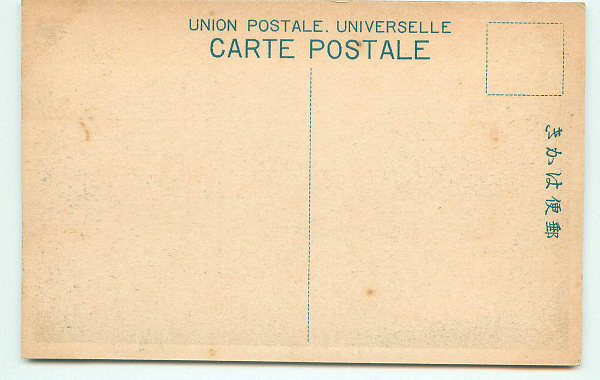 UNION POSTALE. UNIVERSELLE
CARTE POSTALE
きかは便郵